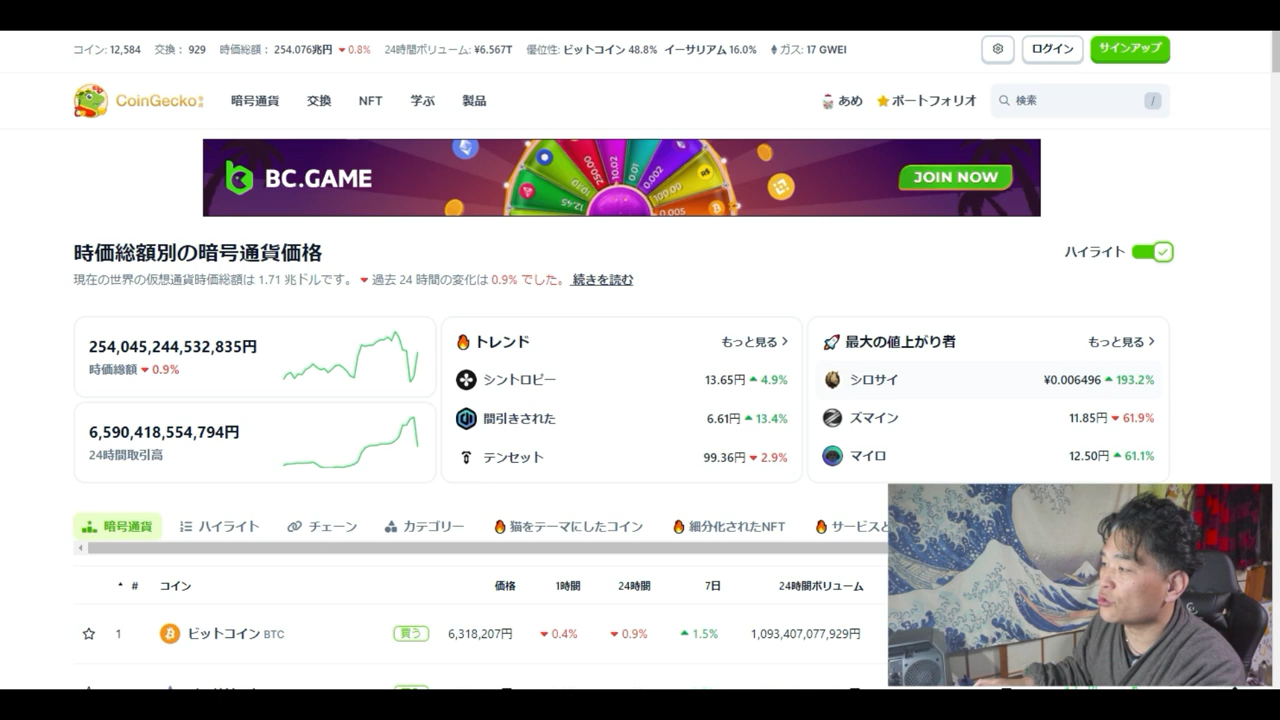 コイン: 12,584 交換： 929 時価総額： 254.076兆円 0.8% 24時間ボリューム: ¥6.567T 優位性: ビットコイン 48.8% イーサリアム 16.0% ガス: 17 GWEI
ログイン サインアップ
CoinGecko 暗号通貨 交換 NFT 学ぶ 製品 あめ ポートフォリオ 検索 /
BC.GAME JOIN NOW
時価総額別の暗号通貨価格 ハイライト
現在の世界の仮想通貨時価総額は 1.71 兆ドルです。 過去 24 時間の変化は 0.9% でした。 続きを読む
254,045,244,532,835円
時価総額 0.9%
6,590,418,554,794円
24時間取引高
トレンド もっと見る
シントロピー 13.65円 4.9%
間引きされた 6.61円 13.4%
テンセット 99.36円 2.9%
最大の値上がり者 もっと見る
シロサイ ¥0.006496 193.2%
ズマイン 11.85円 61.9%
マイロ 12.50円 61.1%
暗号通貨 ハイライト チェーン カテゴリー 猫をテーマにしたコイン 細分化されたNFT サービスと
# コイン 価格 1時間 24時間 7日 24時間ボリューム
1 ビットコイン BTC 買う 6,318,207円 0.4% 0.9% 1.5% 1,093,407,077,929円